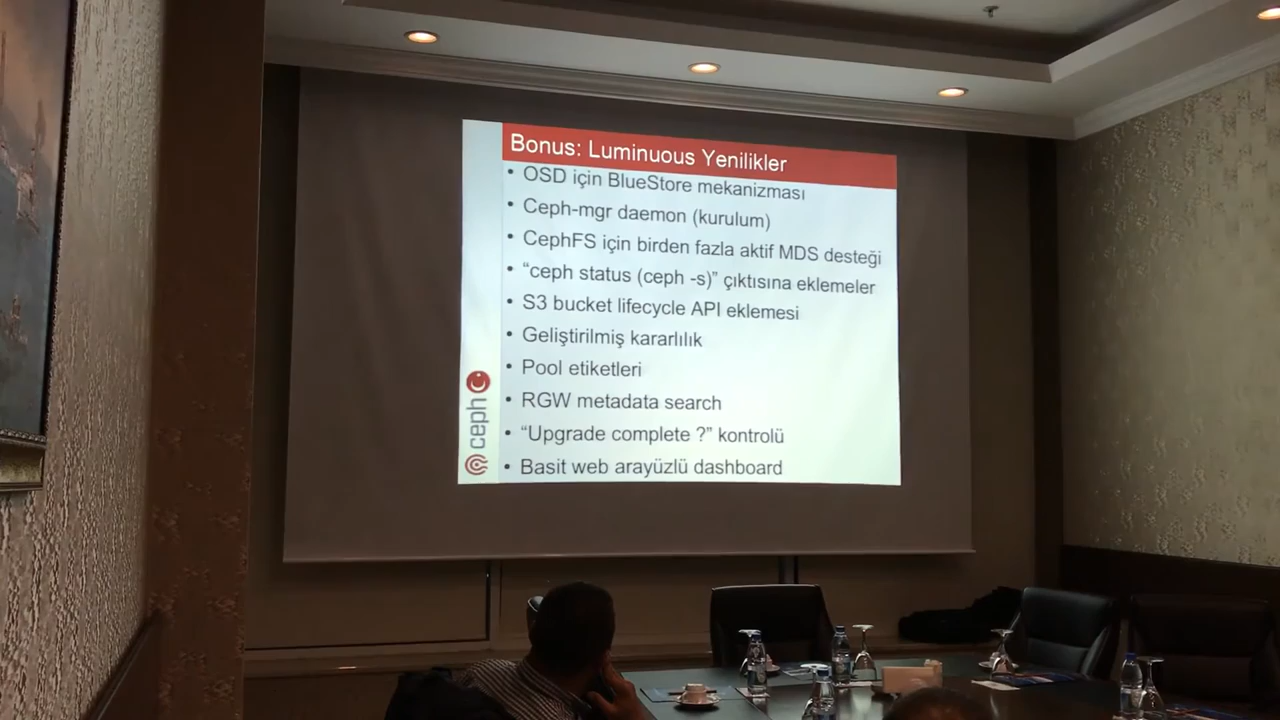 Bonus: Luminuous Yenilikler
• OSD için BlueStore mekanizması
• Ceph-mgr daemon (kurulum)
• CephFS için birden fazla aktif MDS desteği
• “ceph status (ceph -s)” çıktısına eklemeler
• S3 bucket lifecycle API eklemesi
• Geliştirilmiş kararlılık
• Pool etiketleri
• RGW metadata search
• “Upgrade complete ?” kontrolü
• Basit web arayüzlü dashboard
ceph